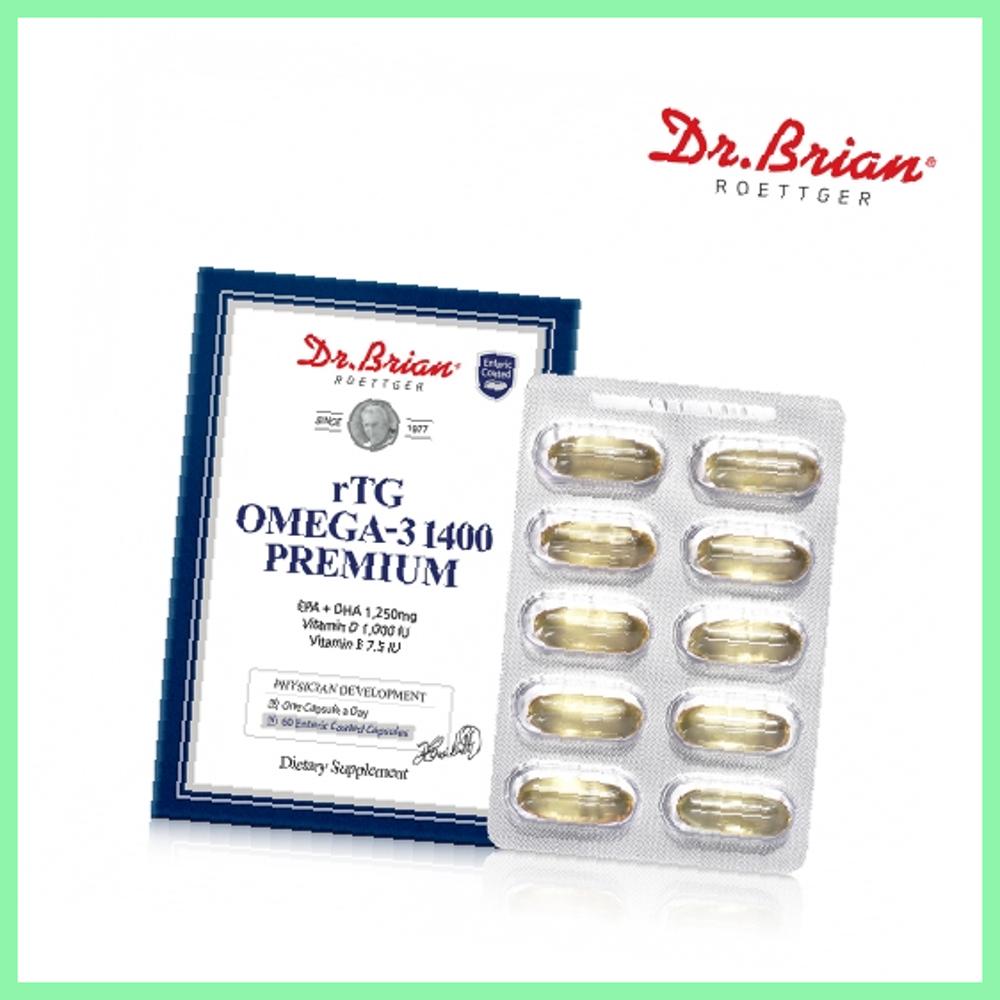 Dr.Brian®
ROETTGER
Dr.Brian
ROETTGER
Enteric
Coated
SINCE 1977
rTG
OMEGA-3 1400
PREMIUM
EPA + DHA 1,250mg
Vitamin D 1,000 IU
Vitamin E 7.5 IU
PHYSICIAN DEVELOPMENT
One Capsule a Day
60 Enteric Coated Capsules
Dietary Supplement